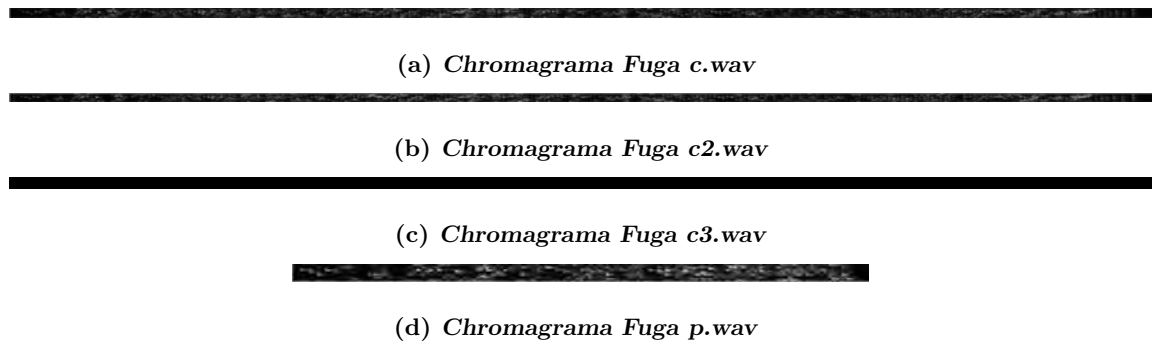 (a) Chromagrama Fuga c.wav
(b) Chromagrama Fuga c2.wav
(c) Chromagrama Fuga c3.wav
(d) Chromagrama Fuga p.wav